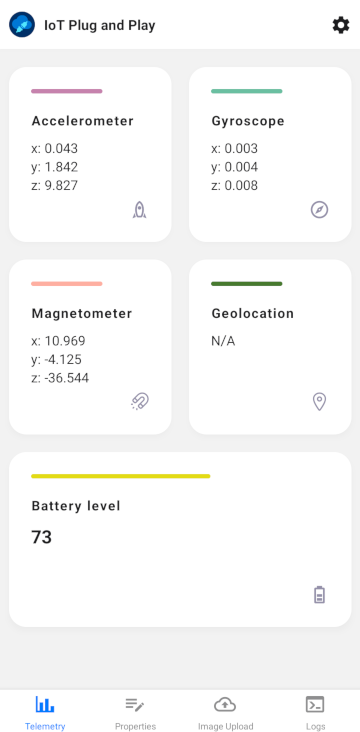 IoT Plug and Play
Accelerometer
x: 0.043
y: 1.842
z: 9.827
Gyroscope
x: 0.003
y: 0.004
z: 0.008
Magnetometer
x: 10.969
y: -4.125
z: -36.544
Geolocation
N/A
Battery level
73
Telemetry
Properties
Image Upload
Logs